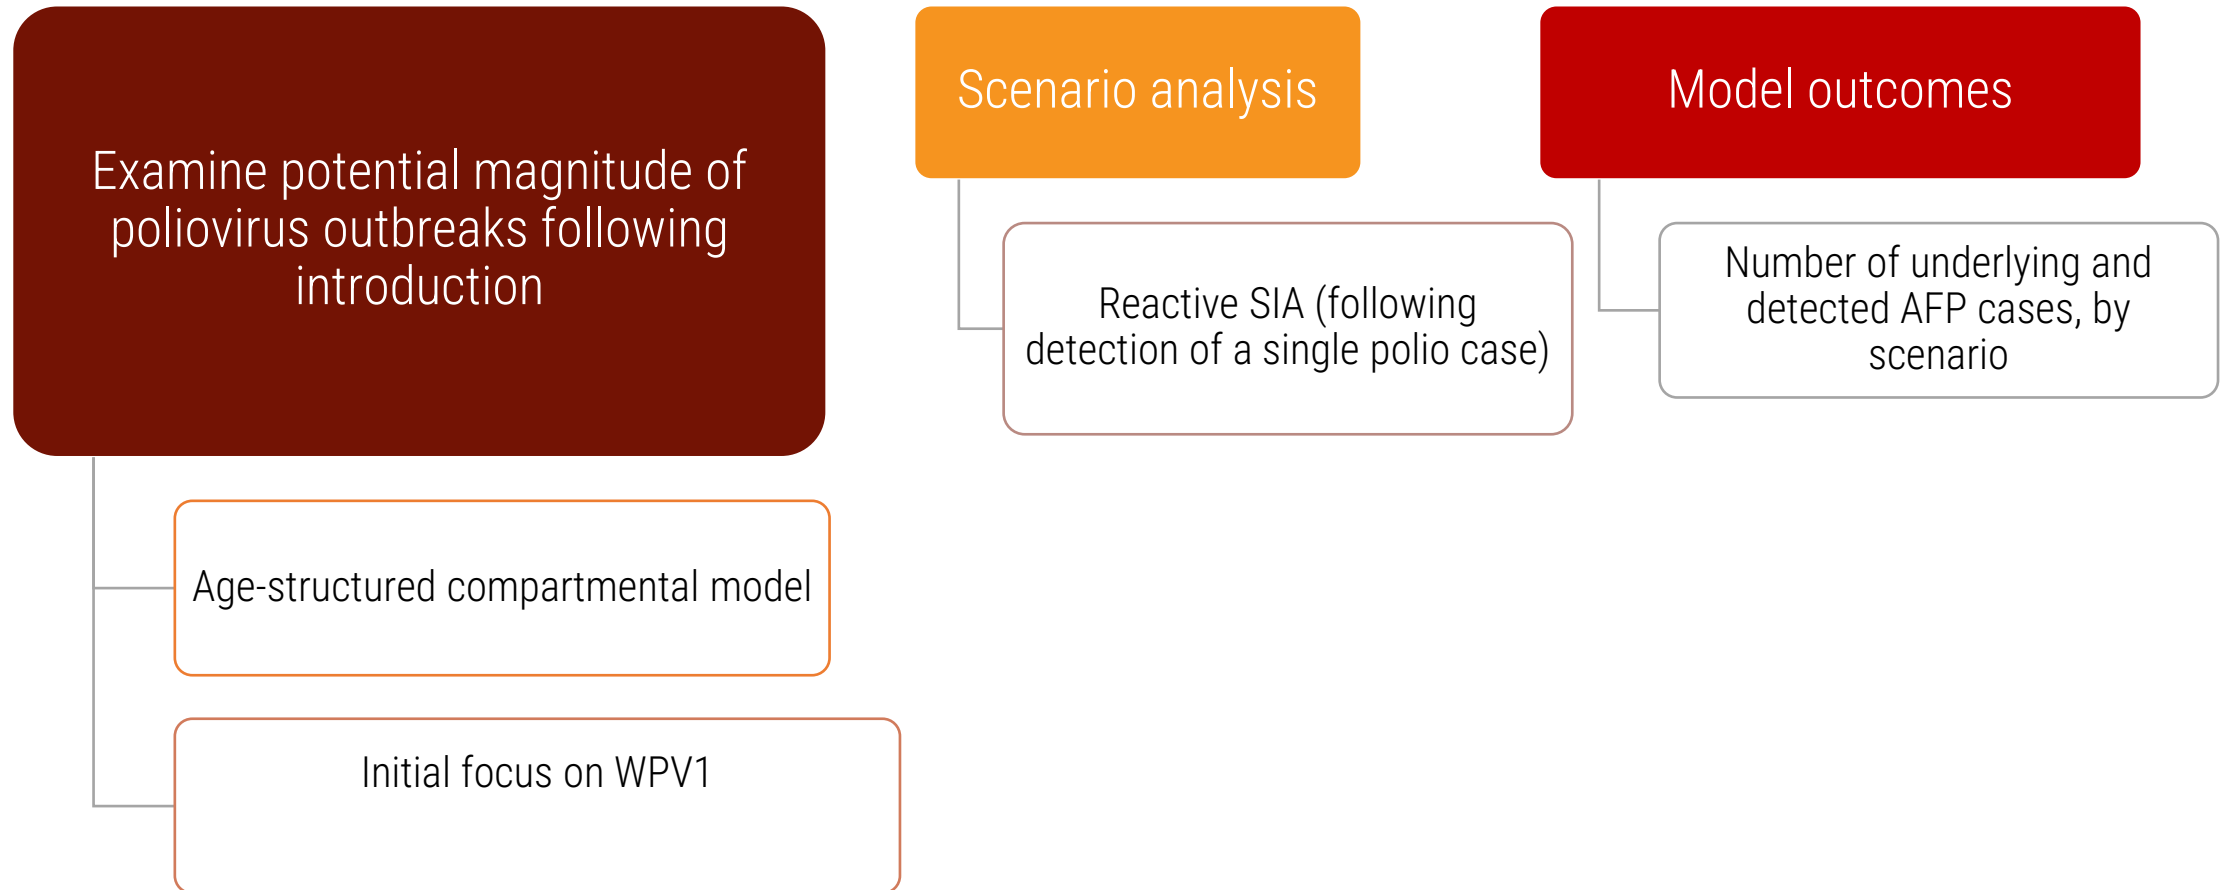 Examine potential magnitude of
poliovirus outbreaks following
introduction
Age-structured compartmental model
Initial focus on WPV1
Scenario analysis
Reactive SIA (following
detection of a single polio case)
Model outcomes
Number of underlying and
detected AFP cases, by
scenario